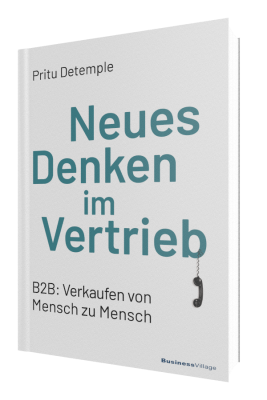 Pritu Detemple
Neues
Denken
im
Vertrieb
B2B: Verkaufen von
Mensch zu Mensch
BusinessVillage